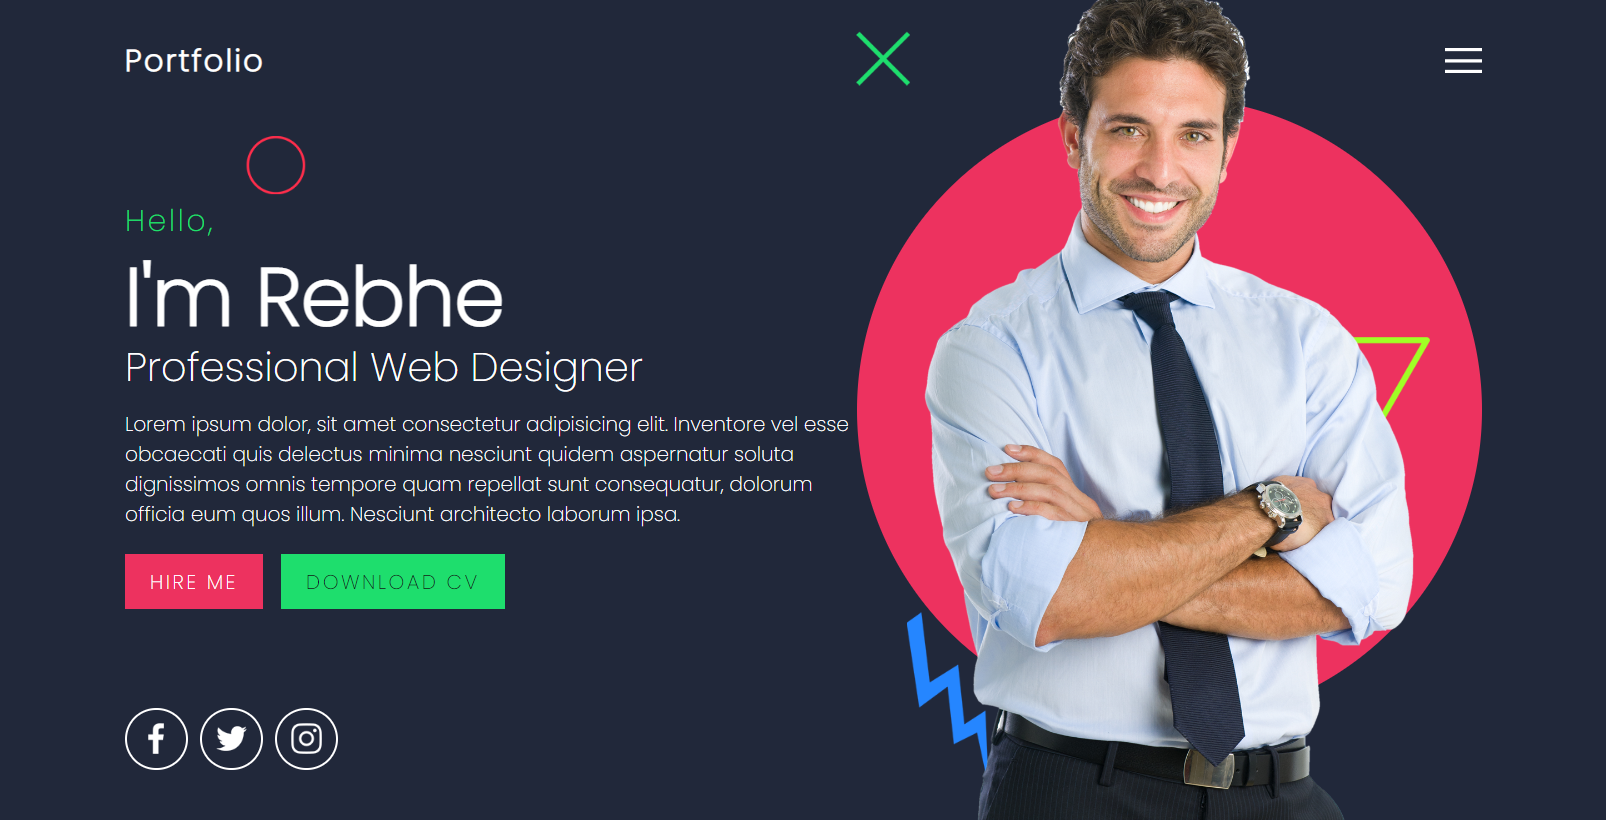 Portfolio
Hello,
I'm Rebhe
Professional Web Designer
Lorem ipsum dolor, sit amet consectetur adipisicing elit. Inventore vel esse
obcaecati quis delectus minima nesciunt quidem aspernatur soluta
dignissimos omnis tempore quam repellat sunt consequatur, dolorum
officia eum quos illum. Nesciunt architecto laborum ipsa.
HIRE ME
DOWNLOAD CV